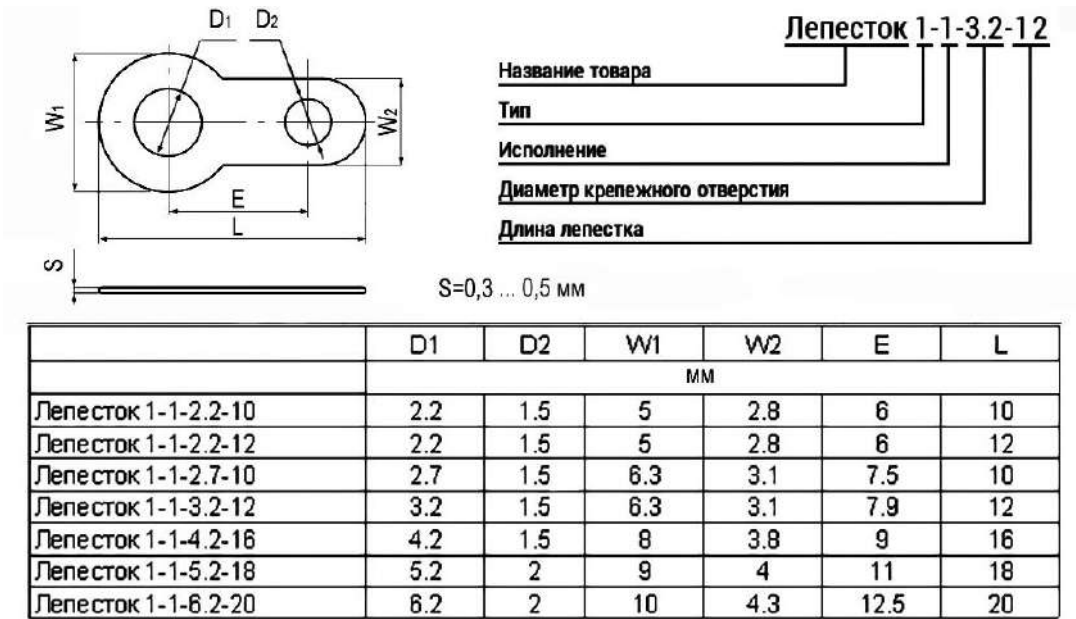 D1 D2
Лепесток 1-1-3.2-12
Название товара
W1
W2
Тип
Исполнение
Диаметр крепежного отверстия
E
L
Длина лепестка
S
S=0,3 ... 0,5 мм
D1 D2 W1 W2 E L
мм
Лепесток 1-1-2.2-10 2.2 1.5 5 2.8 6 10
Лепесток 1-1-2.2-12 2.2 1.5 5 2.8 6 12
Лепесток 1-1-2.7-10 2.7 1.5 6.3 3.1 7.5 10
Лепесток 1-1-3.2-12 3.2 1.5 6.3 3.1 7.9 12
Лепесток 1-1-4.2-16 4.2 1.5 8 3.8 9 16
Лепесток 1-1-5.2-18 5.2 2 9 4 11 18
Лепесток 1-1-6.2-20 6.2 2 10 4.3 12.5 20